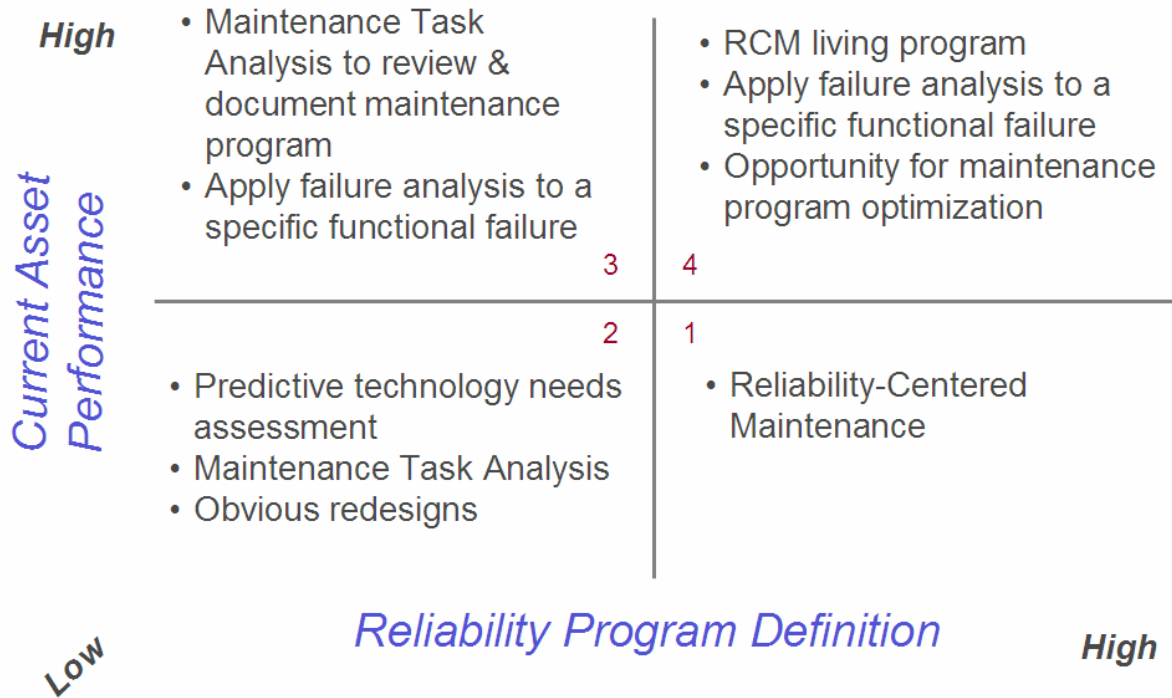 High
• Maintenance Task
Analysis to review &
document maintenance
program
• Apply failure analysis to a
specific functional failure
3
• RCM living program
• Apply failure analysis to a
specific functional failure
• Opportunity for maintenance
program optimization
4
Current Asset
Performance
2
• Predictive technology needs
assessment
• Maintenance Task Analysis
• Obvious redesigns
1
• Reliability-Centered
Maintenance
Low
Reliability Program Definition
High